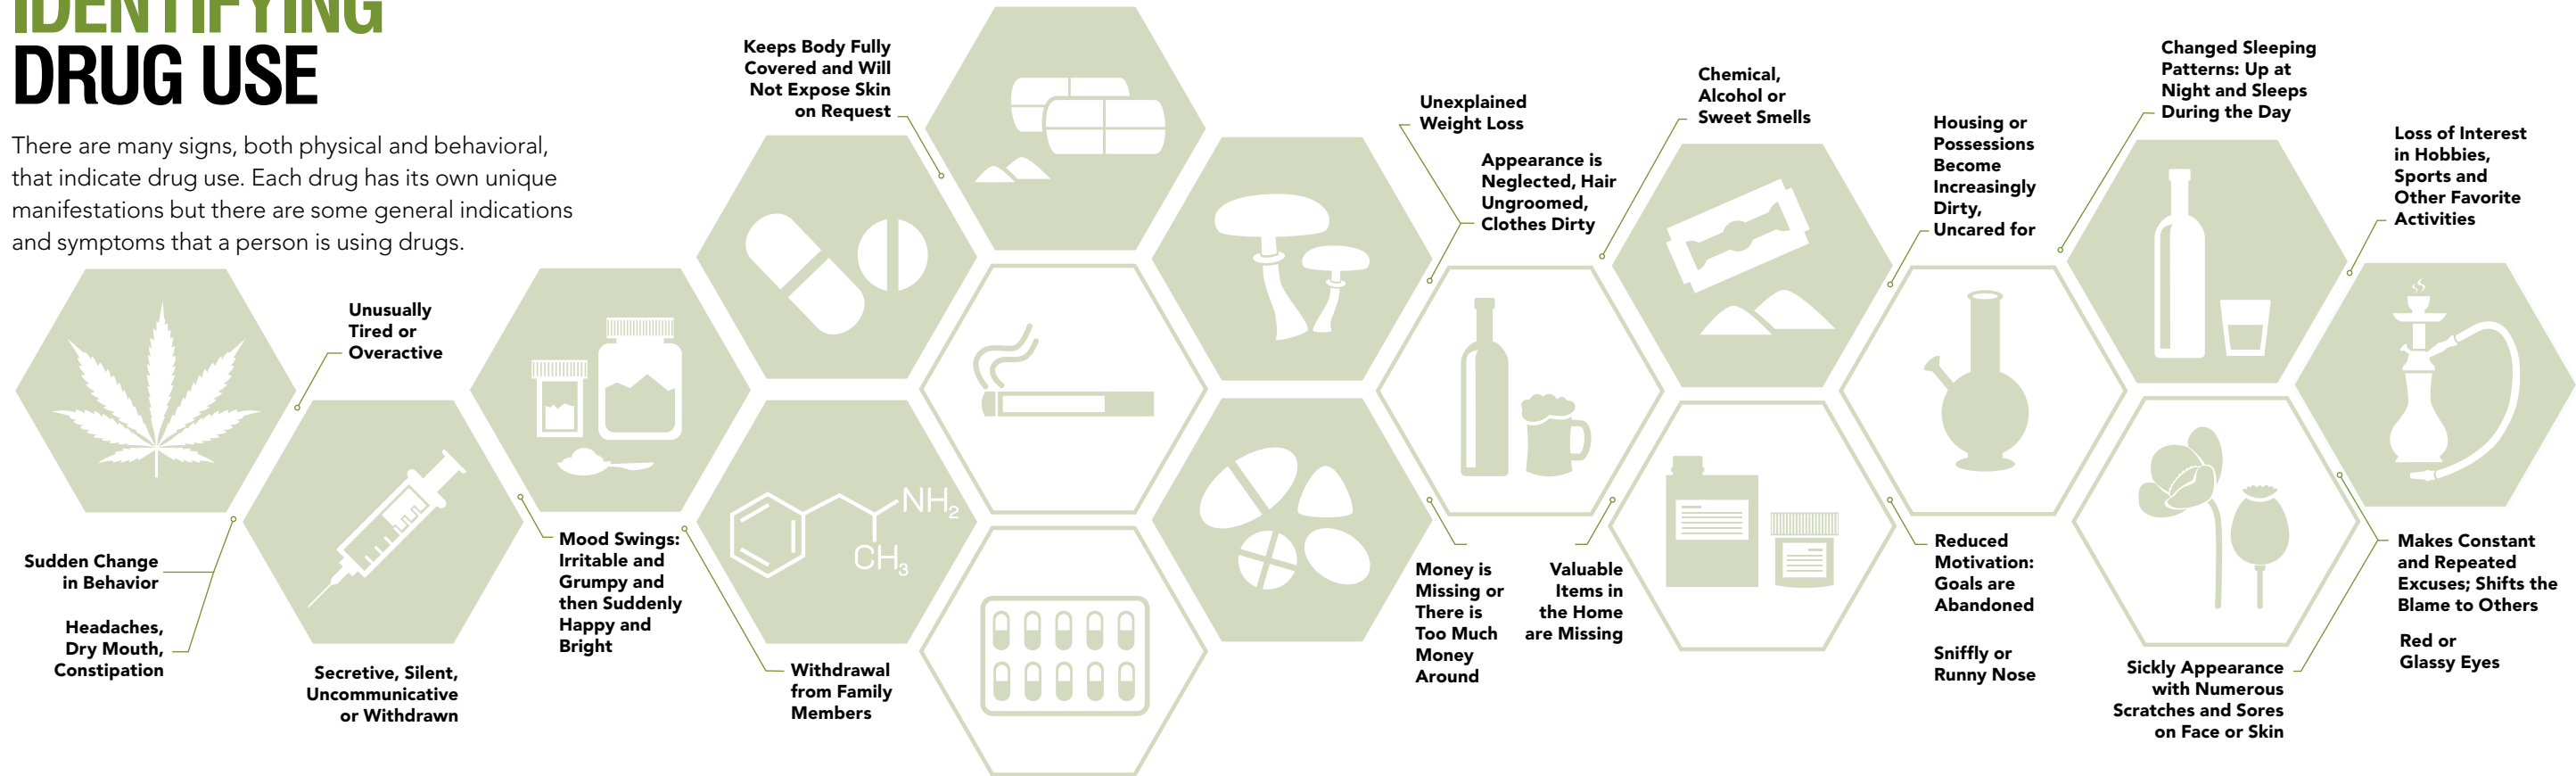 IDENTIFYING
DRUG USE
There are many signs, both physical and behavioral,
that indicate drug use. Each drug has its own unique
manifestations but there are some general indications
and symptoms that a person is using drugs.
Sudden Change
in Behavior
Headaches,
Dry Mouth,
Constipation
Unusually
Tired or
Overactive
Secretive, Silent,
Uncommunicative
or Withdrawn
Mood Swings:
Irritable and
Grumpy and
then Suddenly
Happy and
Bright
Keeps Body Fully
Covered and Will
Not Expose Skin
on Request
NH2
CH3
Withdrawal
from Family
Members
Unexplained
Weight Loss
Appearance is
Neglected, Hair
Ungroomed,
Clothes Dirty
Money is
Missing or
There is
Too Much
Money
Around
Valuable
Items in
the Home
are Missing
Chemical,
Alcohol or
Sweet Smells
Housing or
Possessions
Become
Increasingly
Dirty,
Uncared for
Reduced
Motivation:
Goals are
Abandoned
Sniffly or
Runny Nose
Changed Sleeping
Patterns: Up at
Night and Sleeps
During the Day
Loss of Interest
in Hobbies,
Sports and
Other Favorite
Activities
Makes Constant
and Repeated
Excuses; Shifts the
Blame to Others
Red or
Glassy Eyes
Sickly Appearance
with Numerous
Scratches and Sores
on Face or Skin